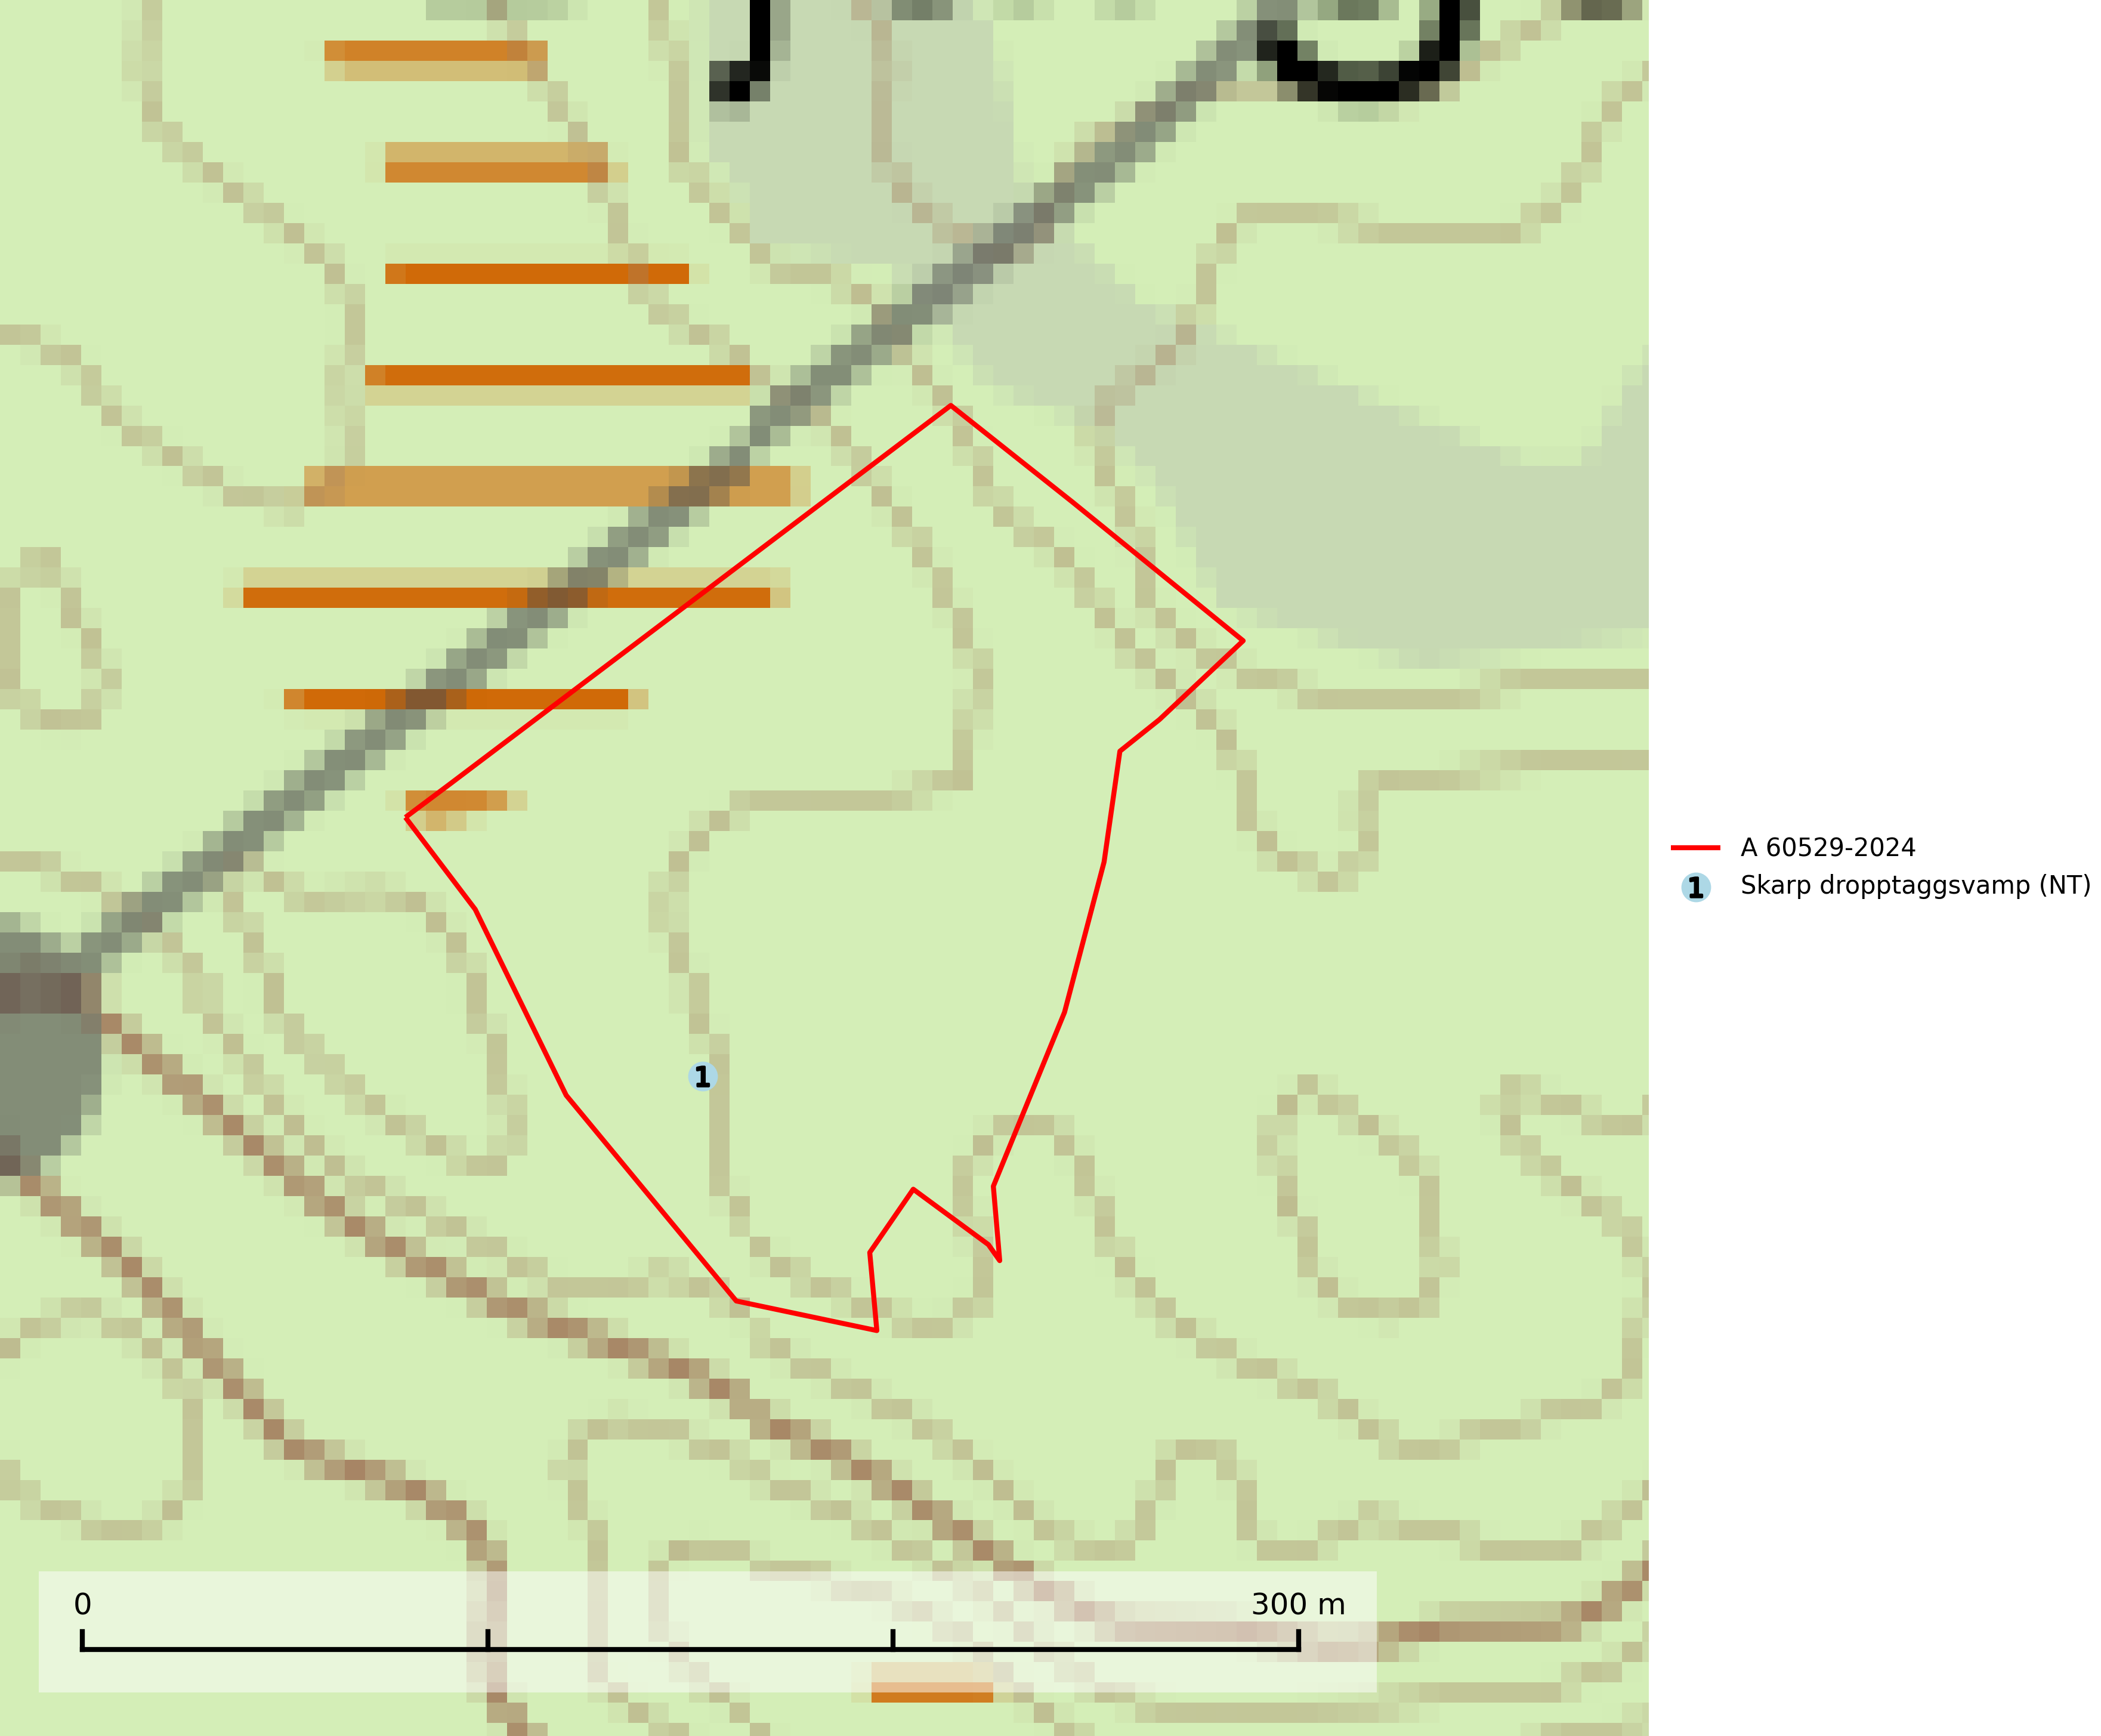 A 60529-2024
1 Skarp dropptaggsvamp (NT)
1
0 300 m